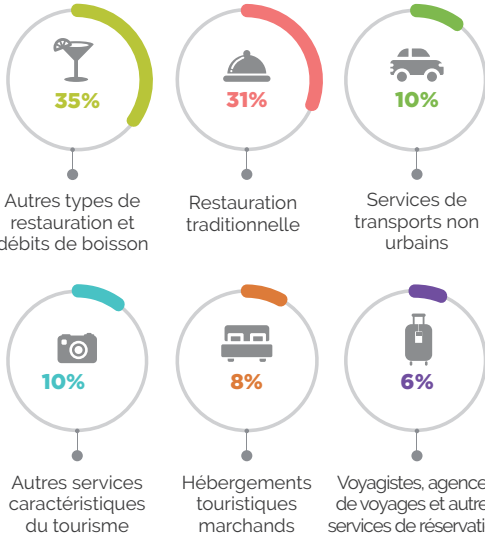 35%
Autres types de
restauration et
débits de boisson
31%
Restauration
traditionnelle
10%
Services de
transports non
urbains
10%
Autres services
caractéristiques
du tourisme
8%
Hébergements
touristiques
marchands
6%
Voyagistes, agence
de voyages et autre
services de réservati